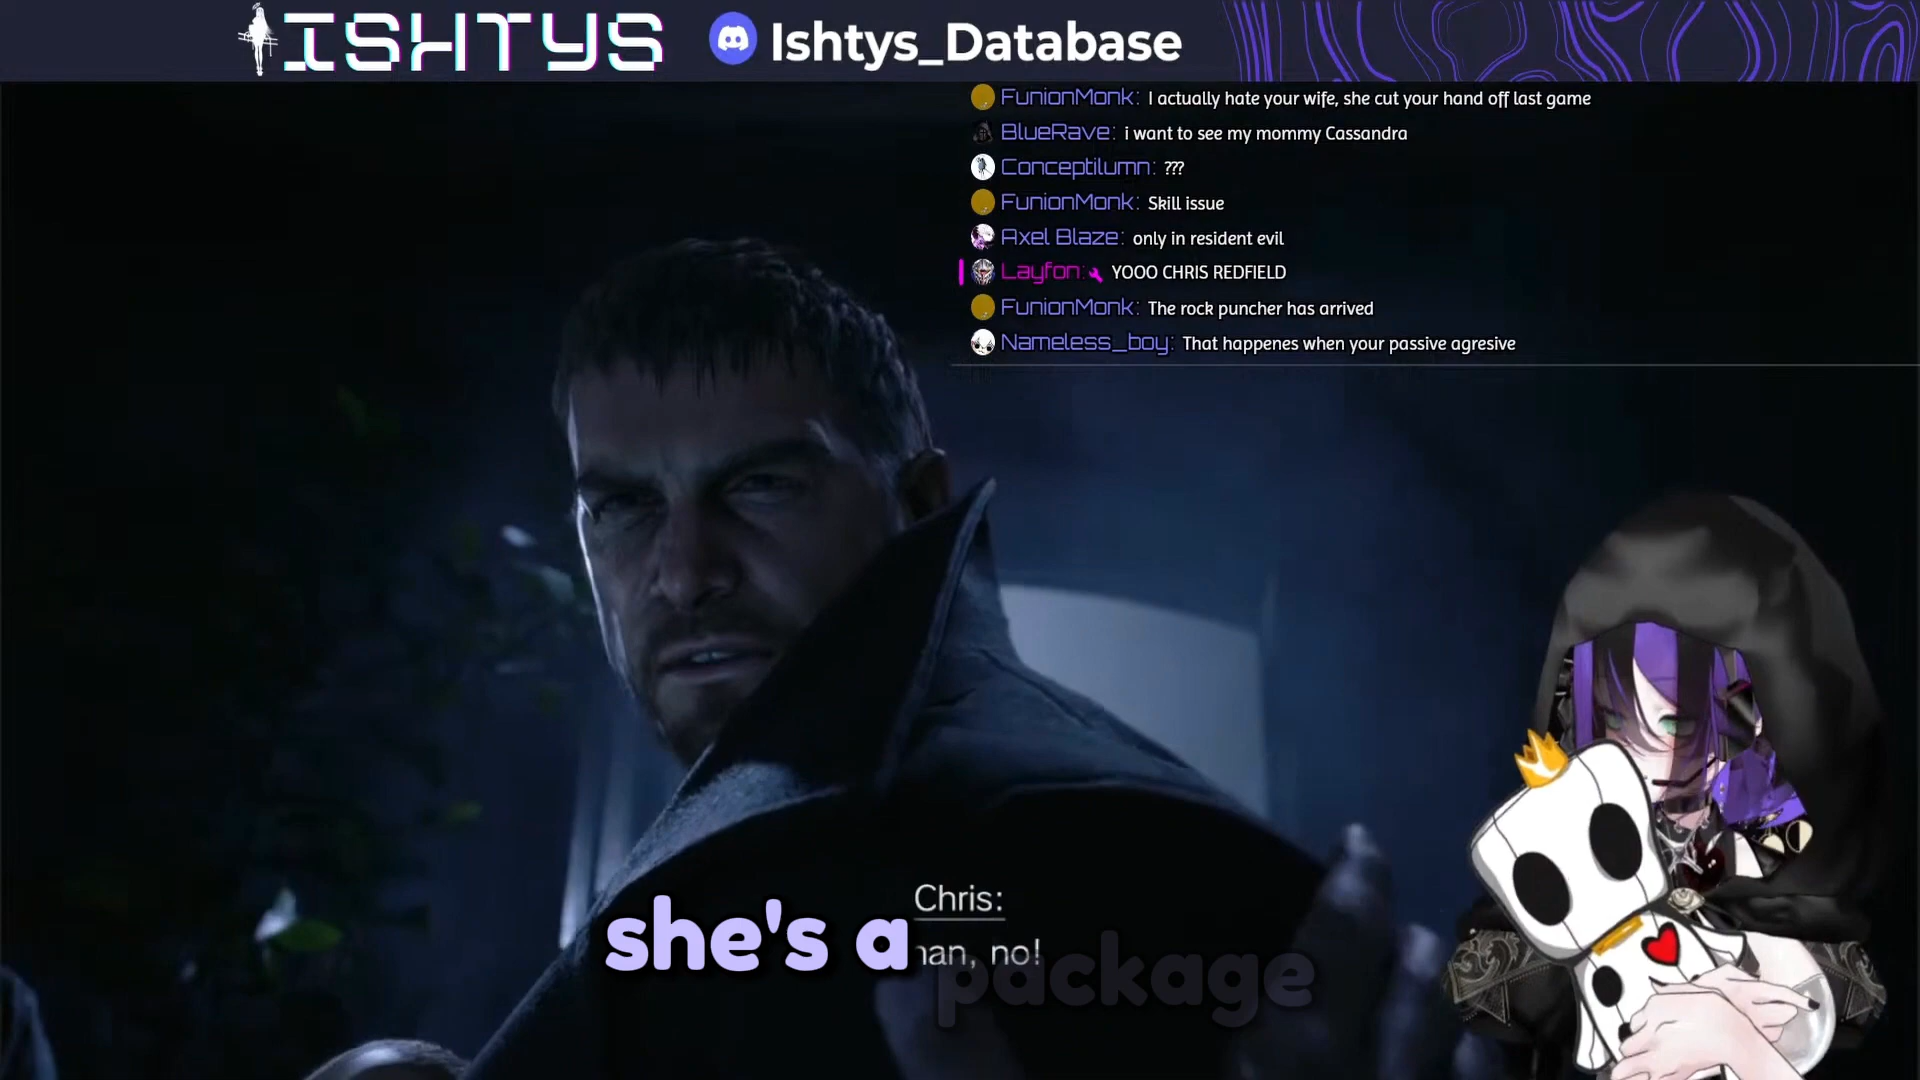 ISHTYS Ishtys_Database
FunionMonk: I actually hate your wife, she cut your hand off last game
BlueRave: i want to see my mommy Cassandra
Conceptilumn: ???
FunionMonk: Skill issue
Axel Blaze: only in resident evil
Layfon: YOOO CHRIS REDFIELD
FunionMonk: The rock puncher has arrived
Nameless_boy: That happenes when your passive agresive
Chris:
she's a package
no!